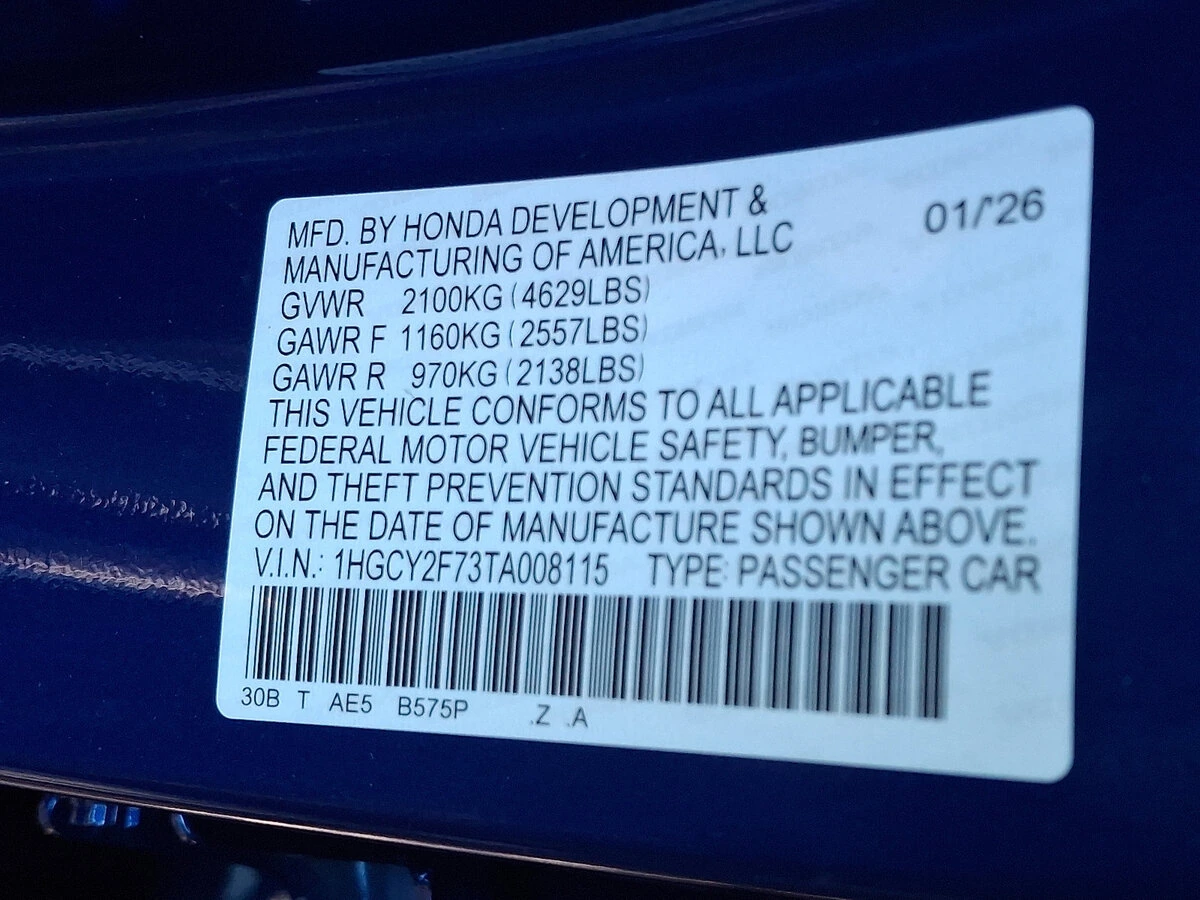 MFD. BY HONDA DEVELOPMENT &
MANUFACTURING OF AMERICA, LLC
01/'26
GVWR 2100KG (4629LBS)
GAWR F 1160KG (2557LBS)
GAWR R 970KG (2138LBS)
THIS VEHICLE CONFORMS TO ALL APPLICABLE
FEDERAL MOTOR VEHICLE SAFETY, BUMPER,
AND THEFT PREVENTION STANDARDS IN EFFECT
ON THE DATE OF MANUFACTURE SHOWN ABOVE.
V.I.N.: 1HGCY2F73TA008115 TYPE: PASSENGER CAR
30B T AE5 B575P .Z .A